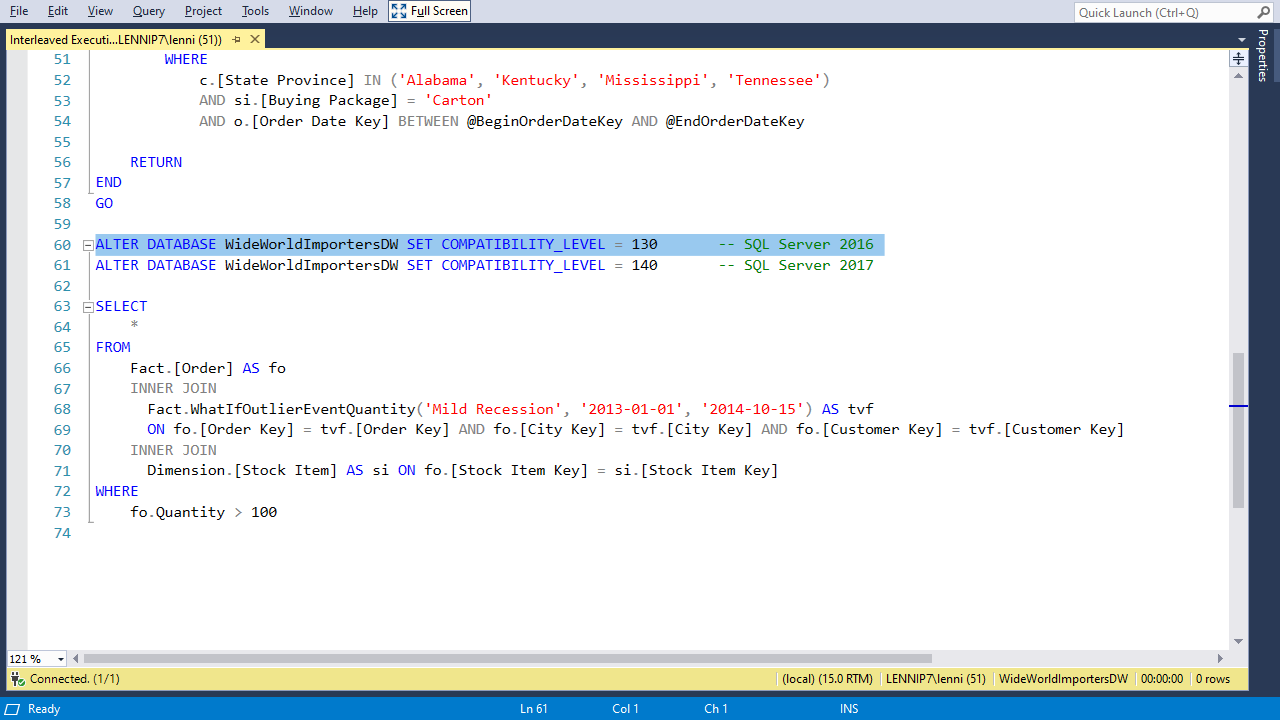 File Edit View Query Project Tools Window Help Full Screen
Quick Launch (Ctrl+Q)
Interleaved Executi...LENNIP7\lenni (51))
Properties
51 WHERE
52 c.[State Province] IN ('Alabama', 'Kentucky', 'Mississippi', 'Tennessee')
53 AND si.[Buying Package] = 'Carton'
54 AND o.[Order Date Key] BETWEEN @BeginOrderDateKey AND @EndOrderDateKey
55
56 RETURN
57 END
58 GO
59
60 ALTER DATABASE WideWorldImportersDW SET COMPATIBILITY_LEVEL = 130 -- SQL Server 2016
61 ALTER DATABASE WideWorldImportersDW SET COMPATIBILITY_LEVEL = 140 -- SQL Server 2017
62
63 SELECT
64 *
65 FROM
66 Fact.[Order] AS fo
67 INNER JOIN
68 Fact.WhatIfOutlierEventQuantity('Mild Recession', '2013-01-01', '2014-10-15') AS tvf
69 ON fo.[Order Key] = tvf.[Order Key] AND fo.[City Key] = tvf.[City Key] AND fo.[Customer Key] = tvf.[Customer Key]
70 INNER JOIN
71 Dimension.[Stock Item] AS si ON fo.[Stock Item Key] = si.[Stock Item Key]
72 WHERE
73 fo.Quantity > 100
74
121 %
Connected. (1/1) (local) (15.0 RTM) LENNIP7\lenni (51) WideWorldImportersDW 00:00:00 0 rows
Ready Ln 61 Col 1 Ch 1 INS